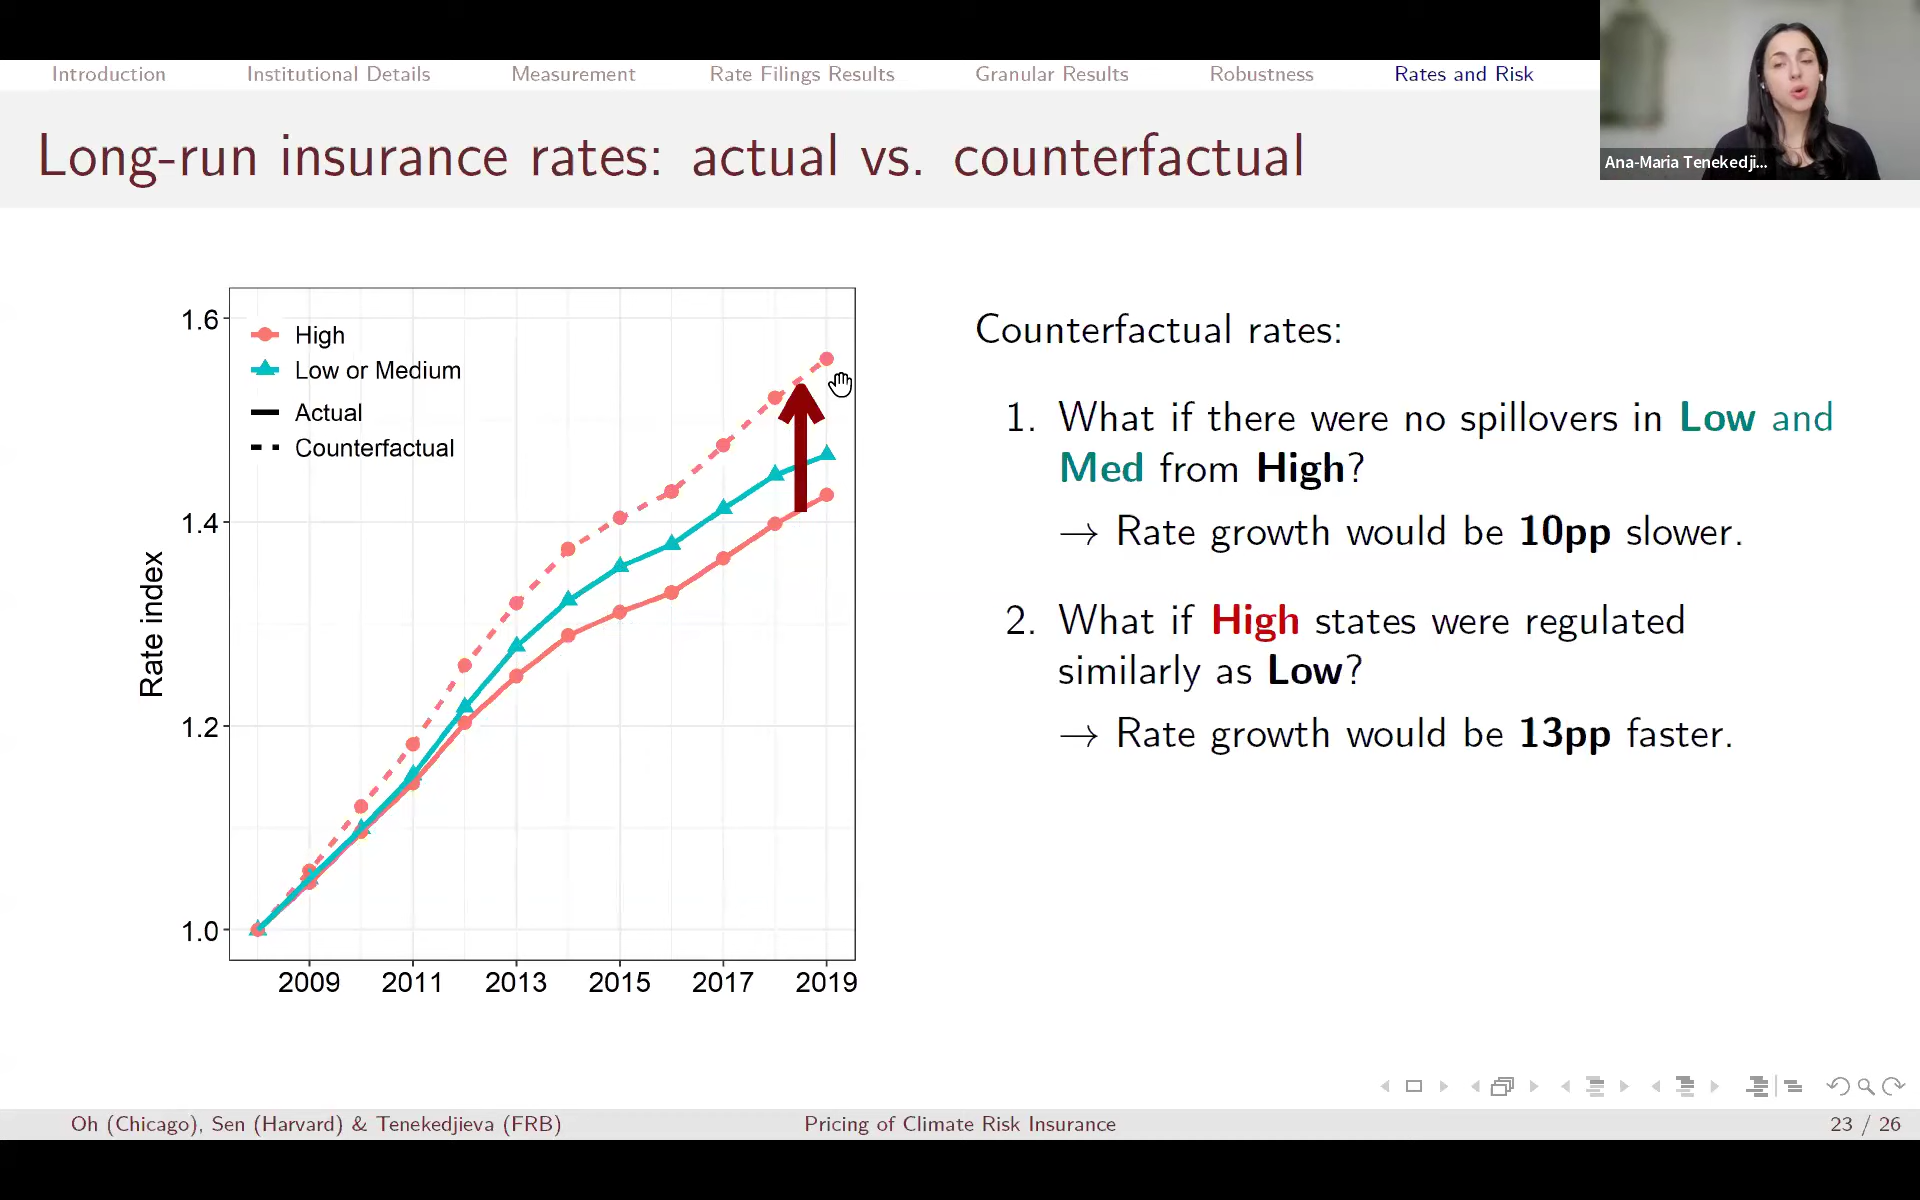 Introduction Institutional Details Measurement Rate Filings Results Granular Results Robustness Rates and Risk
Long-run insurance rates: actual vs. counterfactual
Ana-Maria Tenekedji...
1.6
1.4
1.2
1.0
Rate index
High
Low or Medium
Actual
Counterfactual
2009 2011 2013 2015 2017 2019
Counterfactual rates:
1. What if there were no spillovers in Low and
Med from High?
→ Rate growth would be 10pp slower.
2. What if High states were regulated
similarly as Low?
→ Rate growth would be 13pp faster.
Oh (Chicago), Sen (Harvard) & Tenekedjieva (FRB) Pricing of Climate Risk Insurance 23 / 26